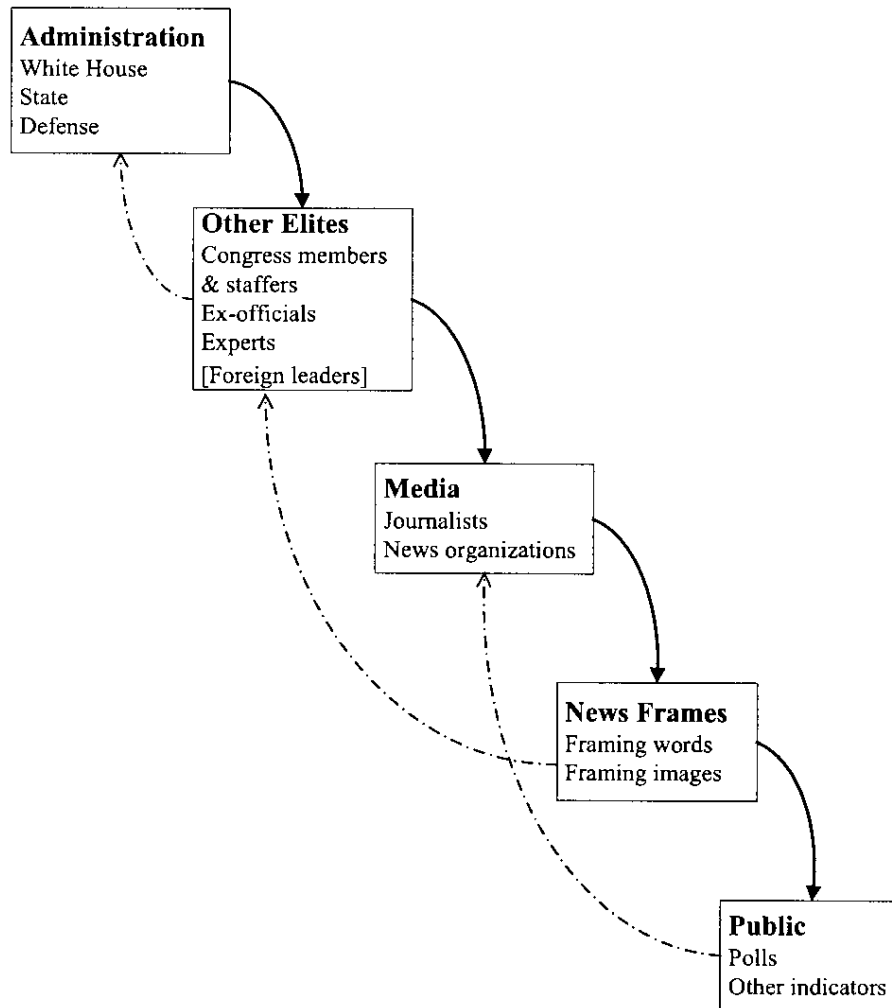 Administration
White House
State
Defense
Other Elites
Congress members
& staffers
Ex-officials
Experts
[Foreign leaders]
Media
Journalists
News organizations
News Frames
Framing words
Framing images
Public
Polls
Other indicators